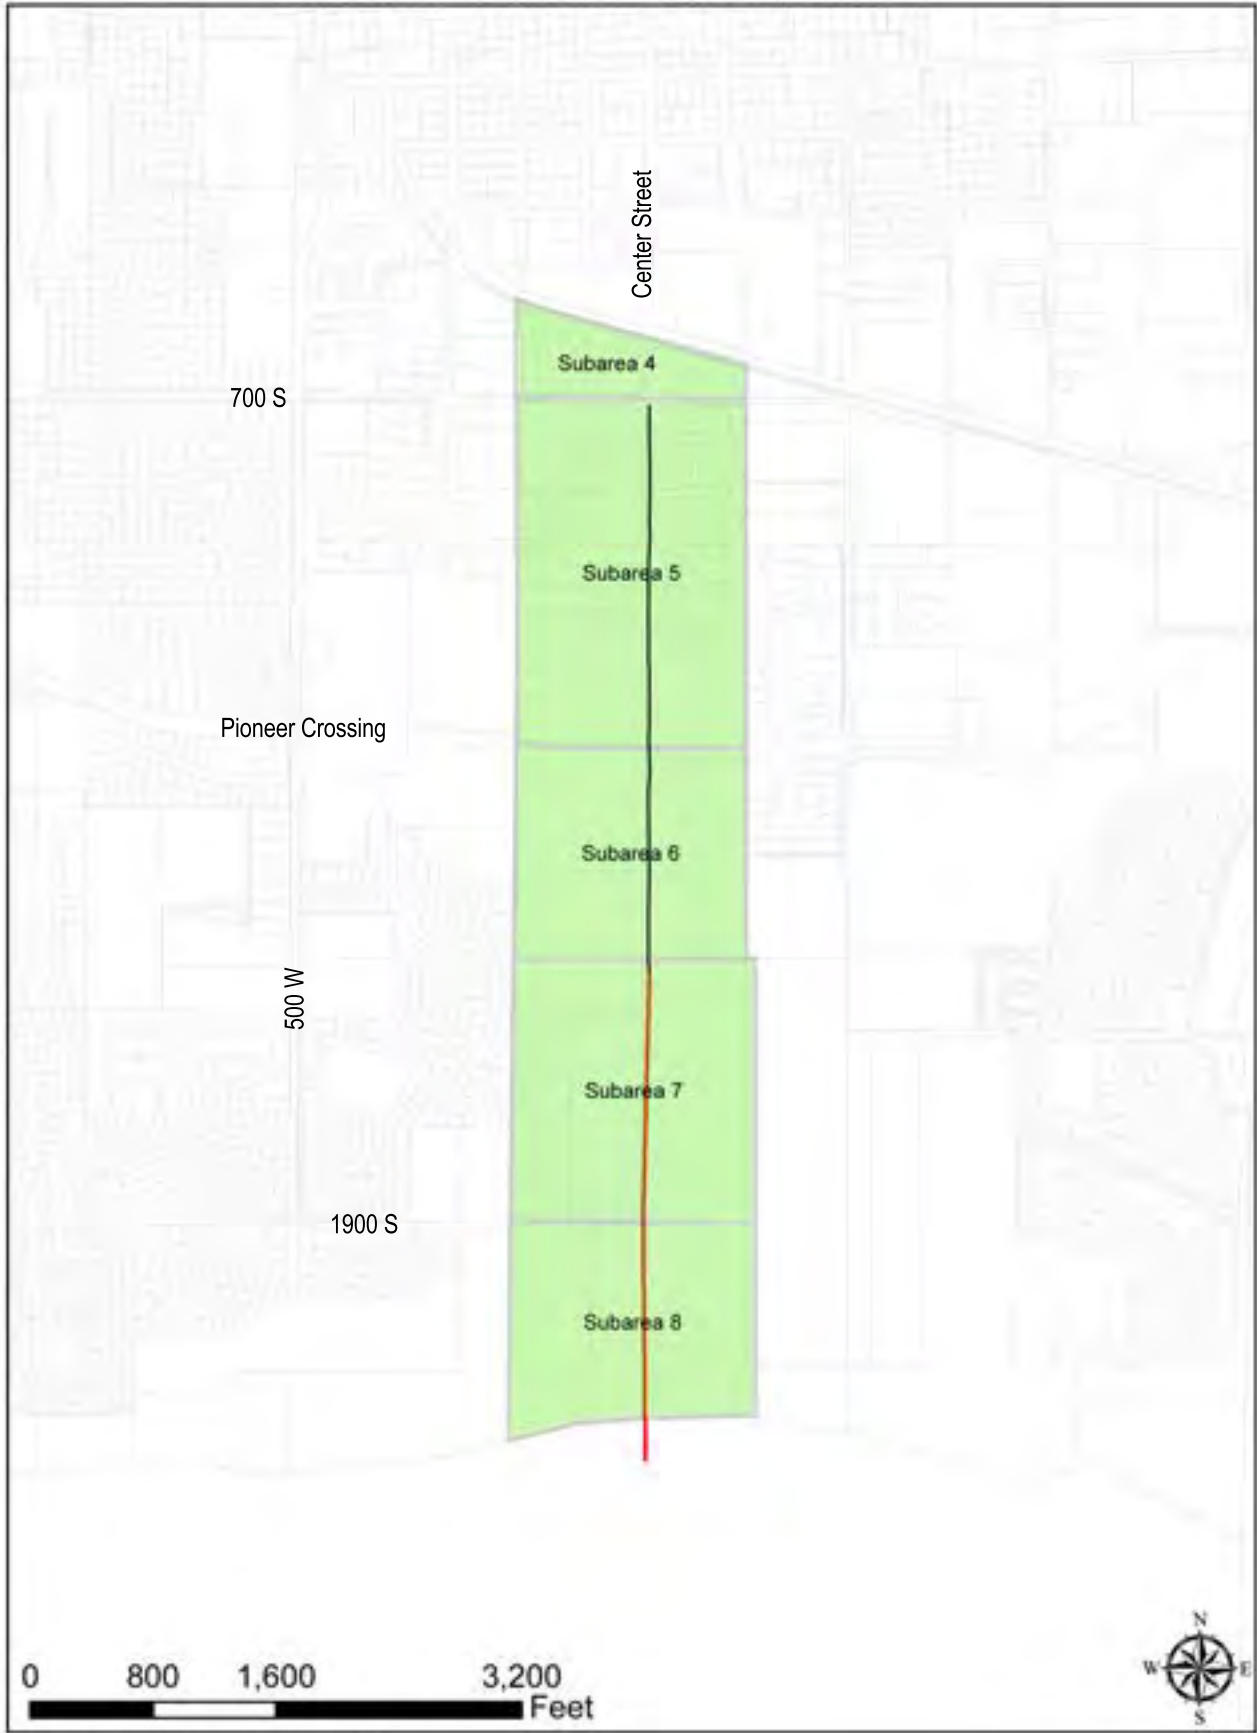 Center Street
Subarea 4
700 S
Subarea 5
Pioneer Crossing
Subarea 6
500 W
Subarea 7
1900 S
Subarea 8
N
W E
S
0 800 1,600 3,200
Feet